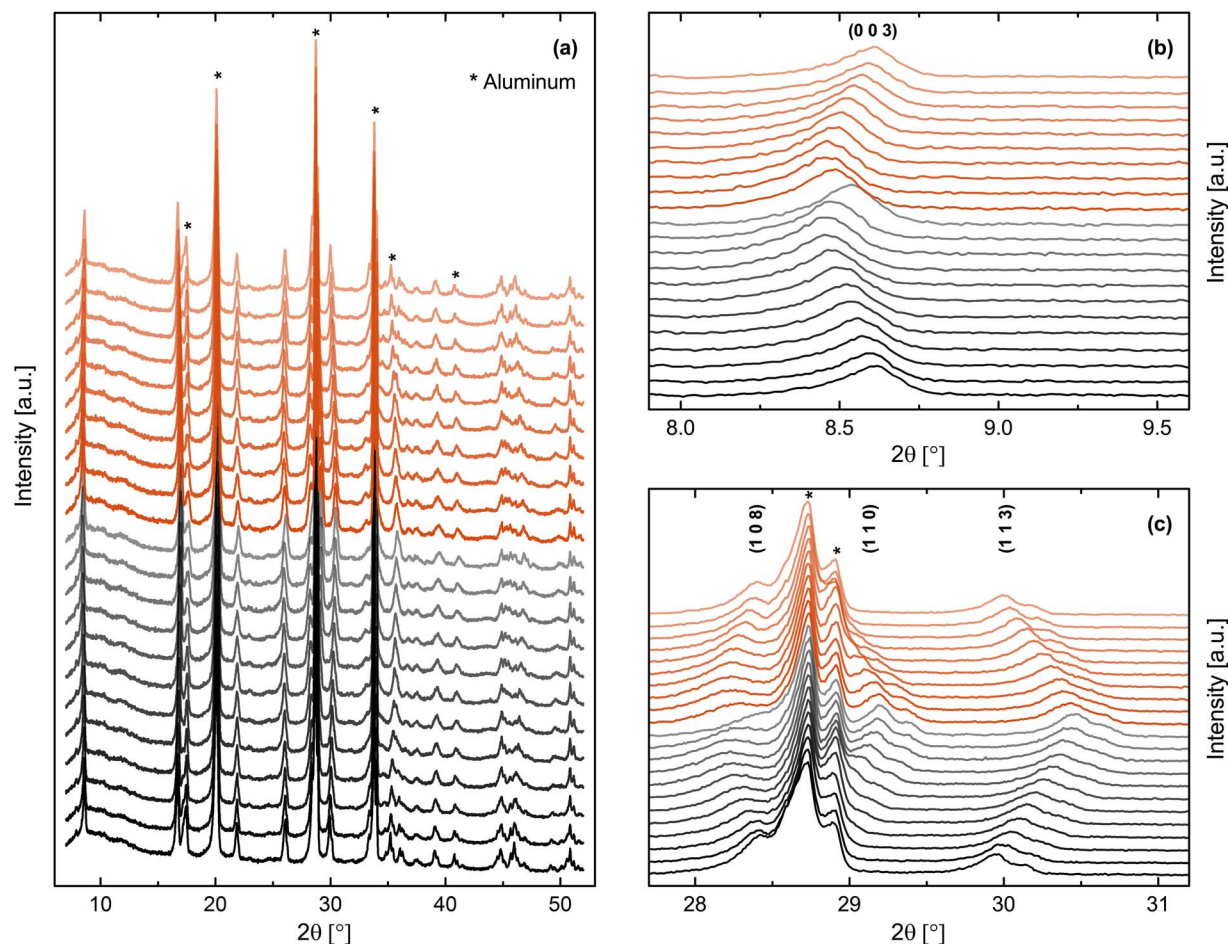 (a)
* Aluminum
*
*
*
*
*
*
Intensity [a.u.]
10 20 30 40 50
2θ [°]
(0 0 3)
(b)
Intensity [a.u.]
8.0 8.5 9.0 9.5
2θ [°]
(1 0 8)
*
*
(1 1 0)
(1 1 3)
(c)
Intensity [a.u.]
28 29 30 31
2θ [°]